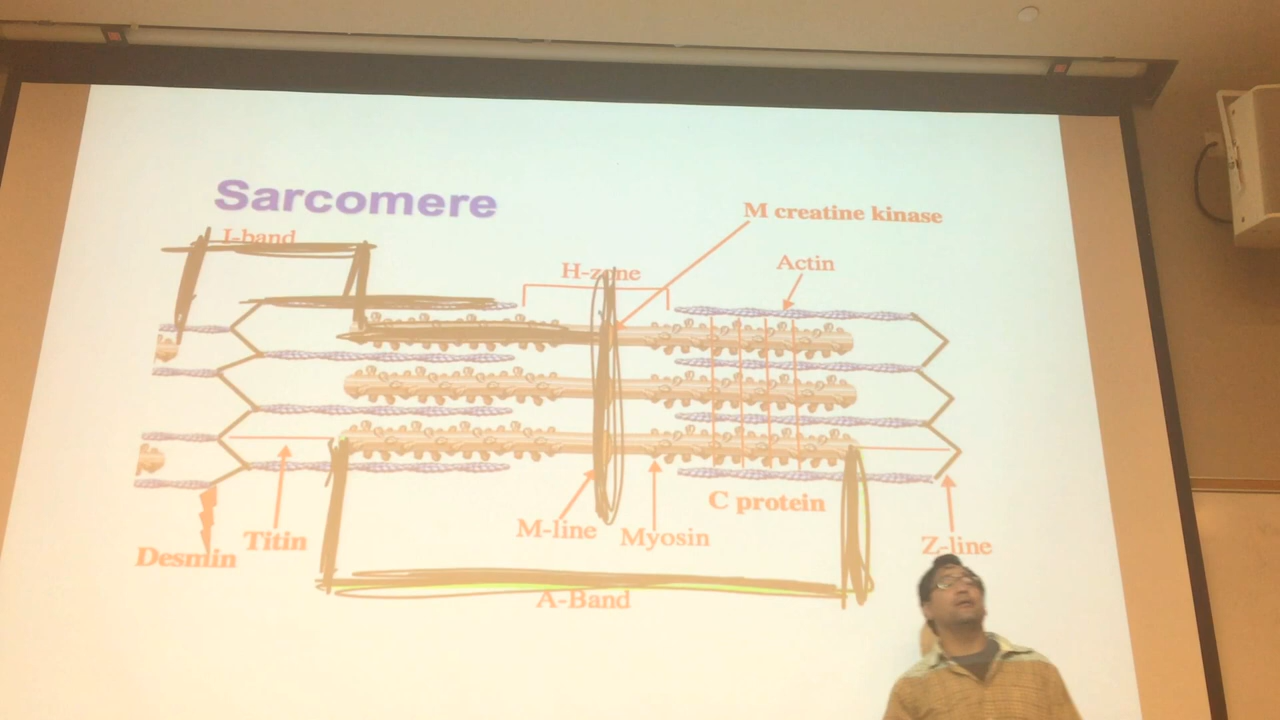 Sarcomere
M creatine kinase
I-band
Actin
H-zone
C protein
M-line
Myosin
Titin
Z-line
Desmin
A-Band